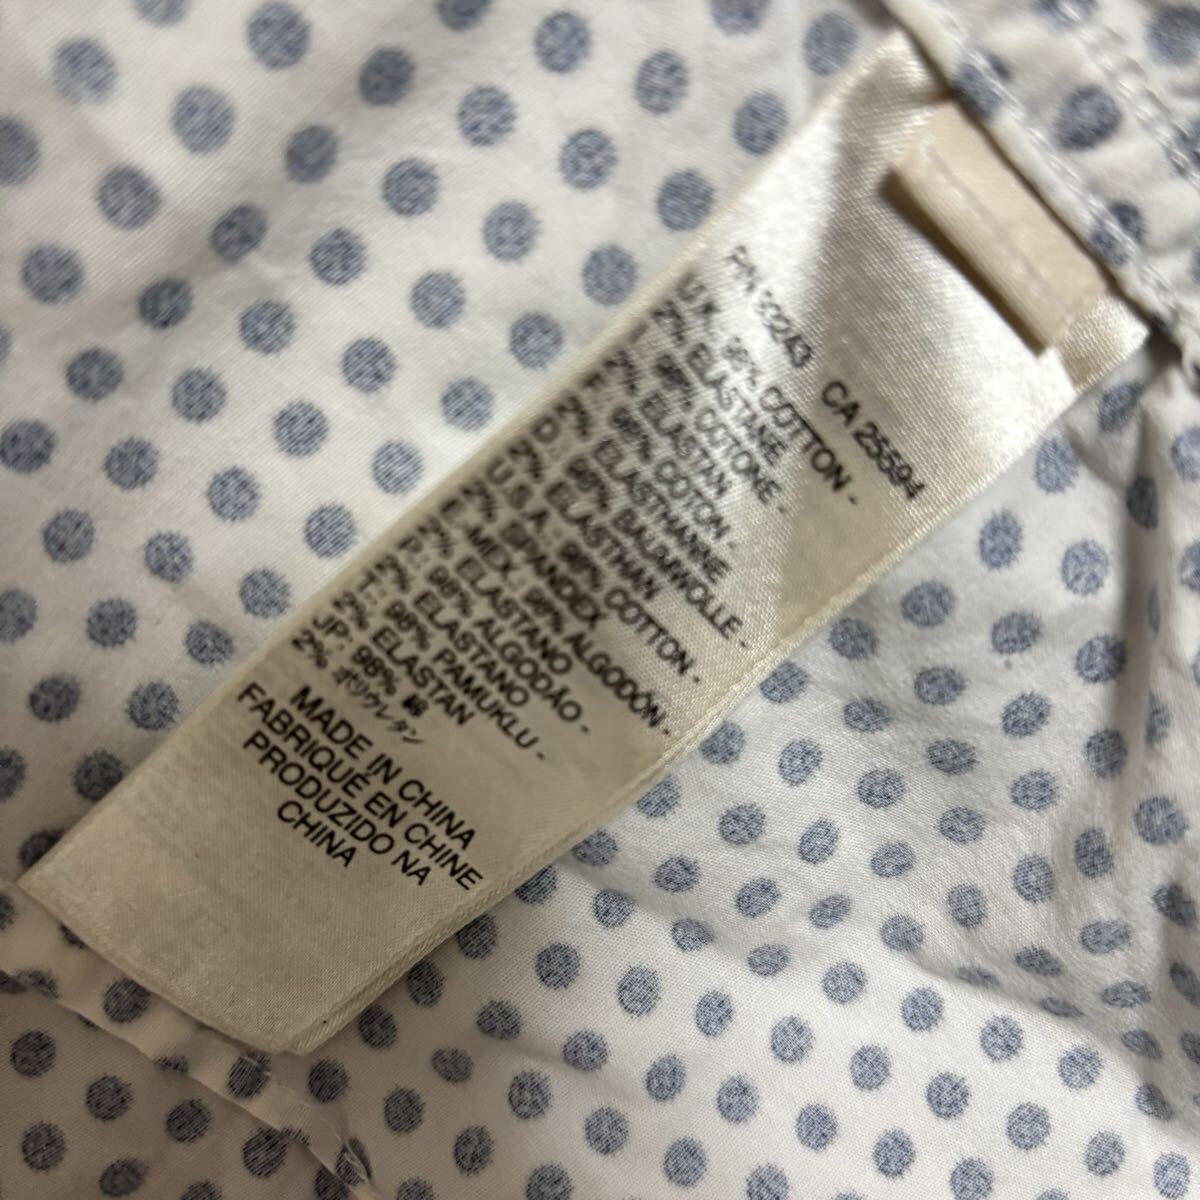 RN 93243 CA 25594
U.K. : 98% COTTON -
2% ELASTANE
I : 98% COTONE -
2% ELASTAN
F : 98% COTON -
2% ELASTHANNE
D : 98% BAUMWOLLE -
2% ELASTHAN
U.S.A : 98% COTTON -
2% SPANDEX
E - MEX : 98% ALGODÓN -
2% ELASTANO
P : 98% ALGODÃO -
2% ELASTANO
T : 98% PAMUKLU -
2% ELASTAN
JP : 98% 綿
2% ポリウレタン
MADE IN CHINA
FABRIQUÉ EN CHINE
PRODUZIDO NA
CHINA